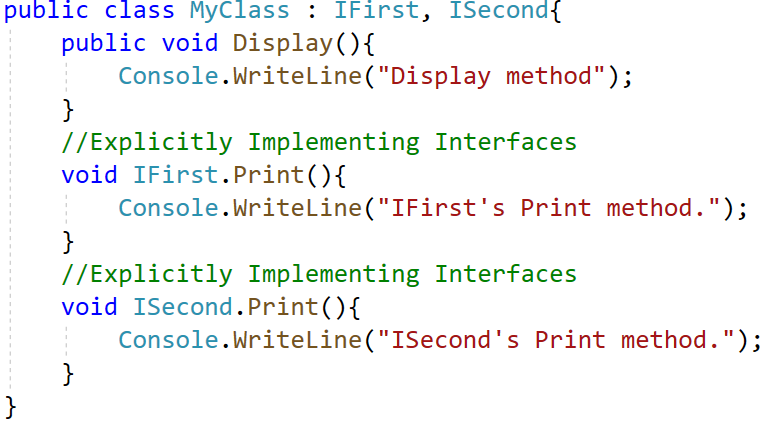 public class MyClass : IFirst, ISecond{
public void Display(){
Console.WriteLine("Display method");
}
//Explicitly Implementing Interfaces
void IFirst.Print(){
Console.WriteLine("IFirst's Print method.");
}
//Explicitly Implementing Interfaces
void ISecond.Print(){
Console.WriteLine("ISecond's Print method.");
}
}